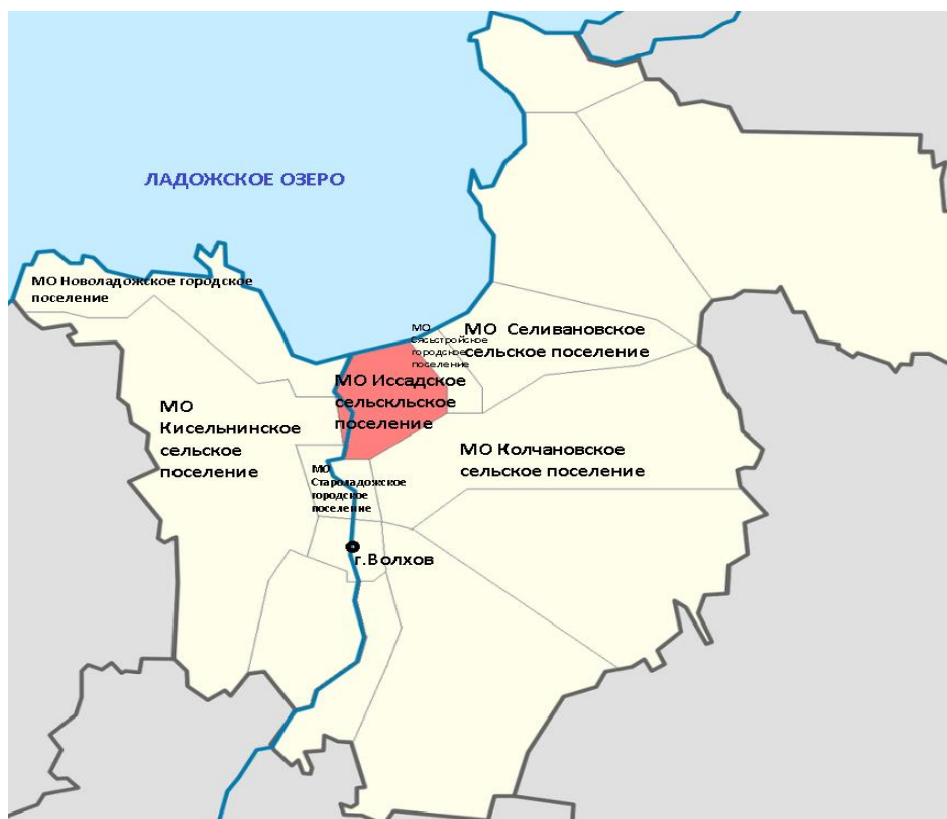 ЛАДОЖСКОЕ ОЗЕРО
МО Новоладожское городское
поселение
МО
Сясьстройское
городское
поселение
МО Селивановское
сельское поселение
МО Иссадское
сельскльское
поселение
МО
Кисельнинское
сельское
поселение
МО Колчановское
сельское поселение
МО
Староладожское
городское
поселение
г.Волхов